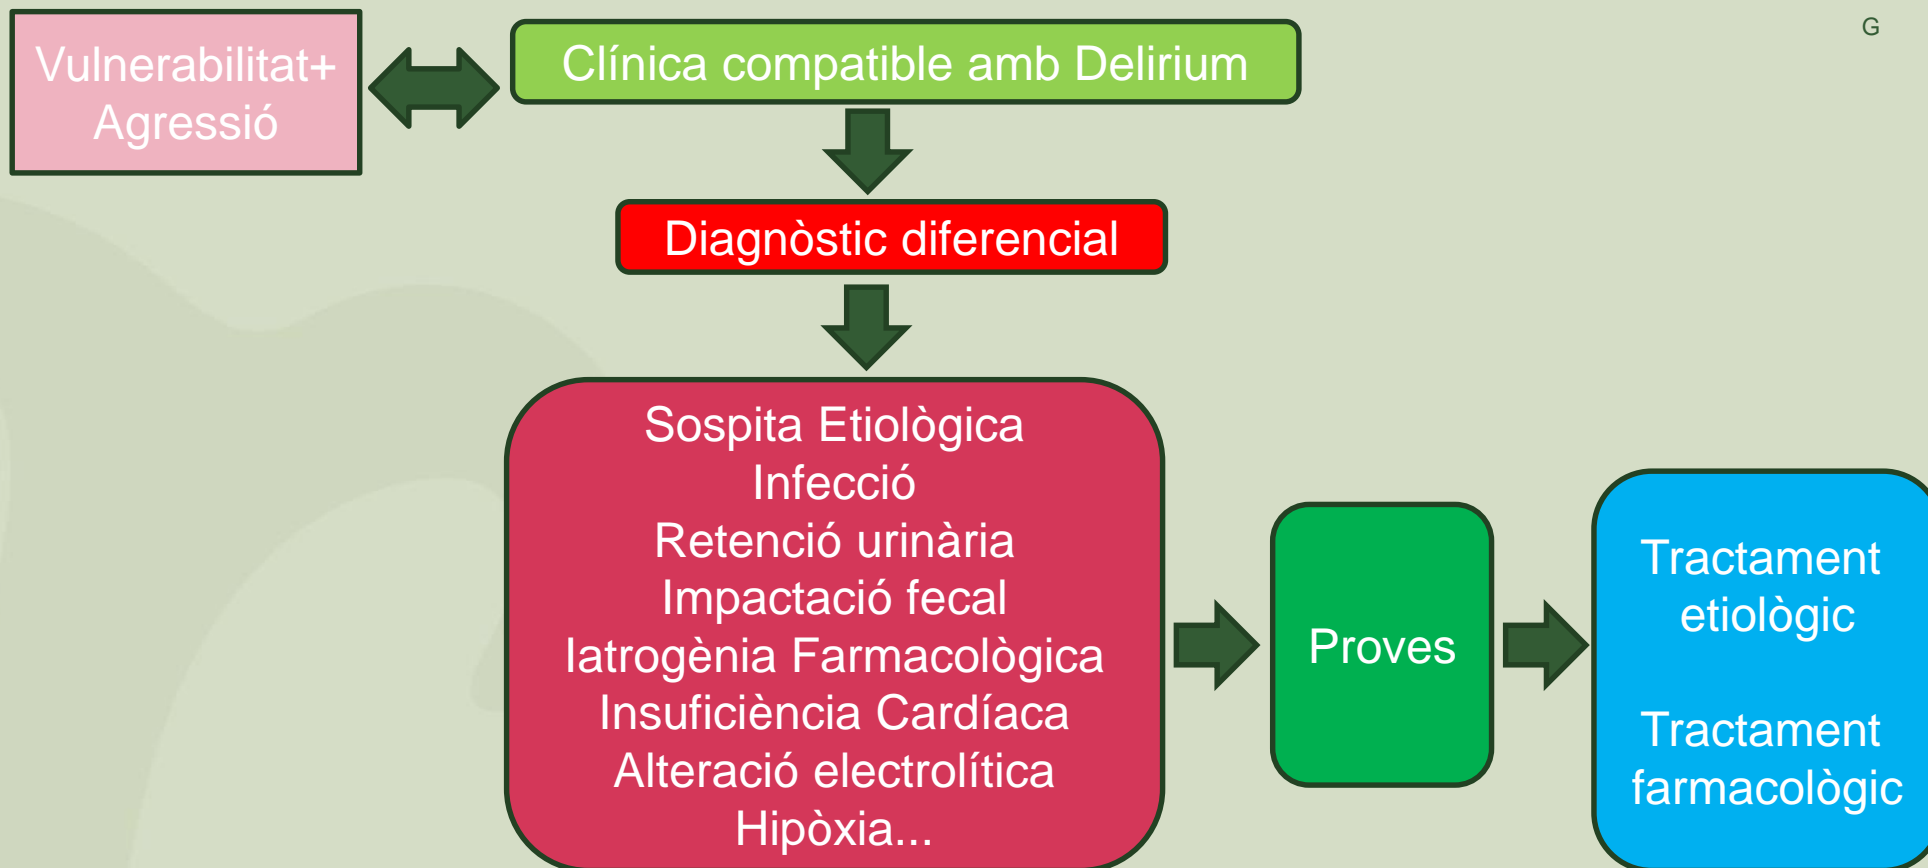 G
Vulnerabilitat+
Agressió
Clínica compatible amb Delirium
Diagnòstic diferencial
Sospita Etiològica
Infecció
Retenció urinària
Impactació fecal
Iatrogènia Farmacològica
Insuficiència Cardíaca
Alteració electrolítica
Hipòxia...
Proves
Tractament
etiològic
Tractament
farmacològic